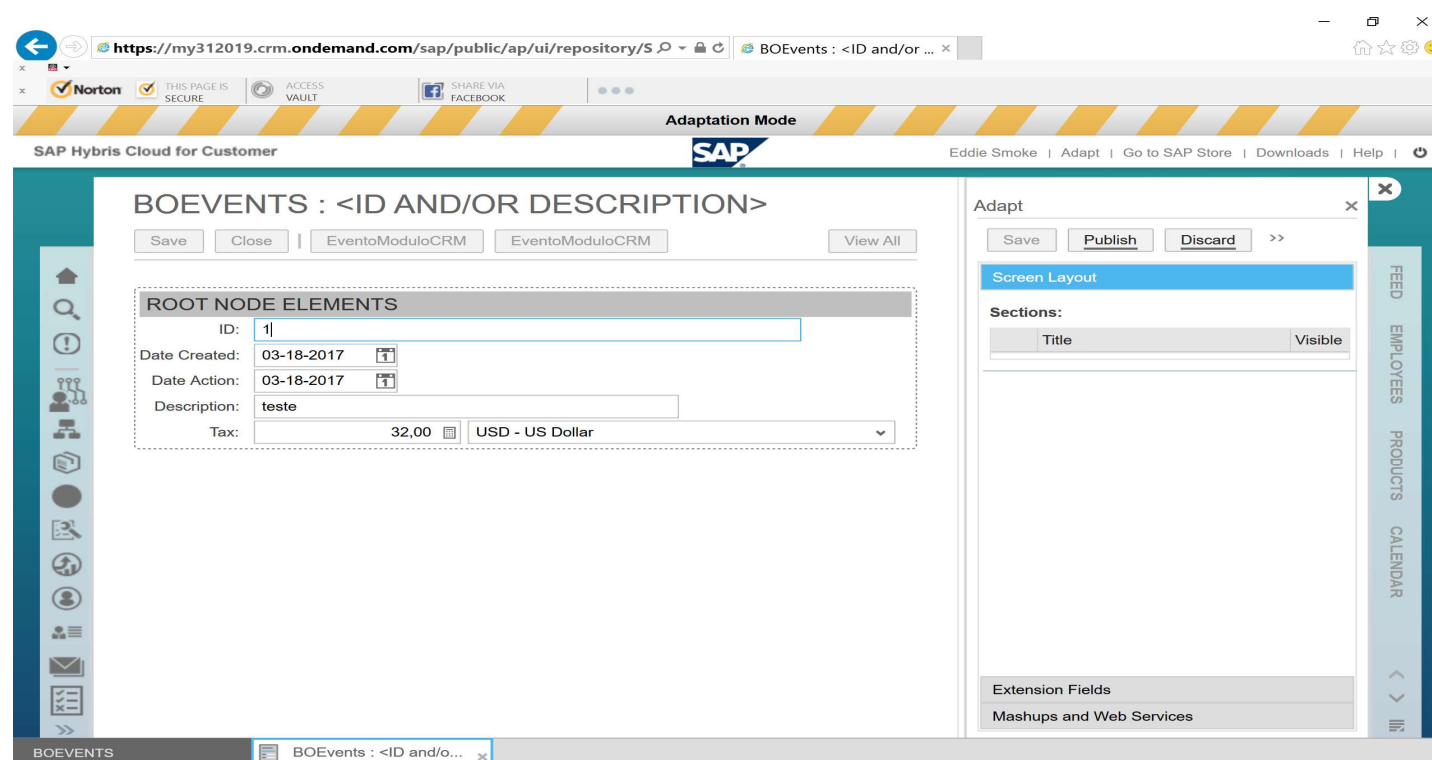 https://my312019.crm.ondemand.com/sap/public/ap/ui/repository/S
BOEvents : <ID and/or ...
Norton THIS PAGE IS SECURE ACCESS VAULT SHARE VIA FACEBOOK
Adaptation Mode
SAP Hybris Cloud for Customer SAP Eddie Smoke | Adapt | Go to SAP Store | Downloads | Help |
BOEVENTS : <ID AND/OR DESCRIPTION>
Save Close | EventoModuloCRM EventoModuloCRM View All
ROOT NODE ELEMENTS
ID: 1
Date Created: 03-18-2017
Date Action: 03-18-2017
Description: teste
Tax: 32,00 USD - US Dollar
Adapt
Save Publish Discard >>
Screen Layout
Sections:
Title Visible
Extension Fields
Mashups and Web Services
FEED
EMPLOYEES
PRODUCTS
CALENDAR
BOEVENTS
BOEvents : <ID and/o...